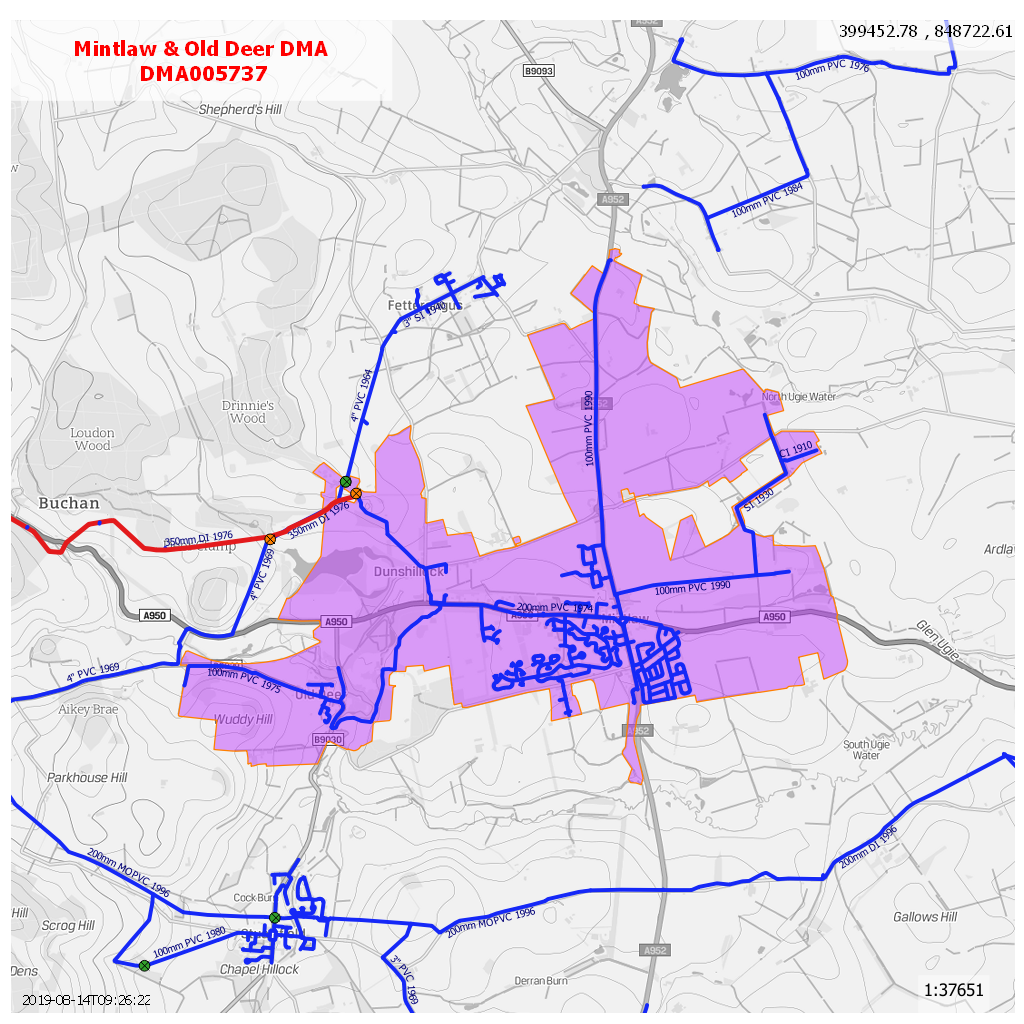 Mintlaw & Old Deer DMA
DMA005737
399452.78 , 848722.61
A952
B9093
100mm PVC 1976
Shepherd's Hill
100mm PVC 1984
A952
3" SI 1940
4" PVC 1964
Drinnie's
Wood
Loudon
Wood
100mm PVC 1990
North Ugie Water
CI 1910
SI 1930
Buchan
350mm DI 1976
350mm DI 1976
4" PVC 1969
Dunshillock
100mm PVC 1990
200mm PVC 1974
A950
A950
A950
Mintlaw
Glen Ugie
4" PVC 1969
100mm PVC 1975
Old Deer
Aikey Brae
Wuddy Hill
B9030
A952
South Ugie
Water
Parkhouse Hill
200mm MOPVC 1996
200mm DI 1996
Cock Burn
Scrog Hill
Hill
Gallows Hill
200mm MOPVC 1996
100mm PVC 1980
A952
Chapel Hillock
3" PVC 1969
Dens
Derran Burn
2019-08-14T09:26:22
1:37651